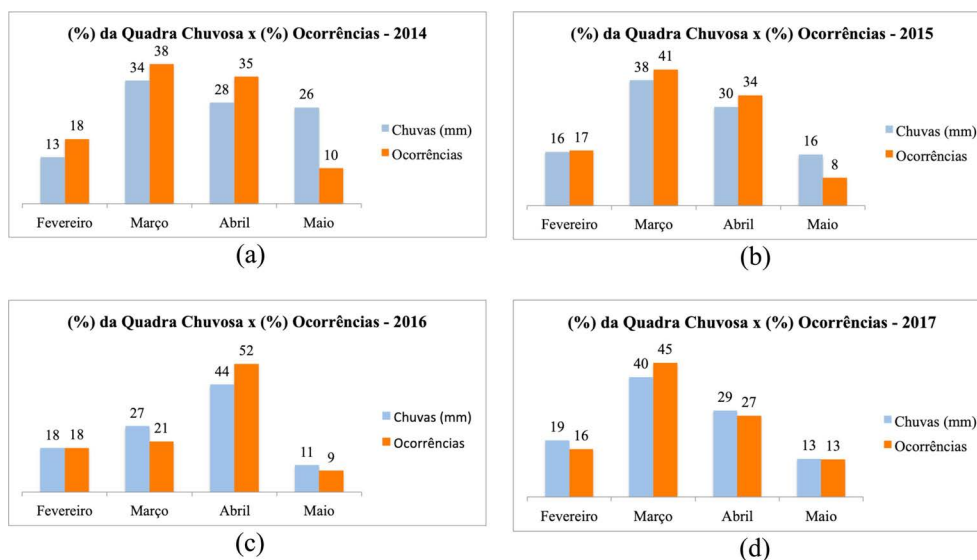 (%) da Quadra Chuvosa x (%) Ocorrências - 2014
38
34
35
28
26
18
13
10
Chuvas (mm)
Ocorrências
Fevereiro Março Abril Maio
(a)
(%) da Quadra Chuvosa x (%) Ocorrências - 2015
41
38
34
30
16 17
16
8
Chuvas (mm)
Ocorrências
Fevereiro Março Abril Maio
(b)
(%) da Quadra Chuvosa x (%) Ocorrências - 2016
52
44
27
21
18 18
11
9
Chuvas (mm)
Ocorrências
Fevereiro Março Abril Maio
(c)
(%) da Quadra Chuvosa x (%) Ocorrências - 2017
45
40
29
27
19
16
13 13
Chuvas (mm)
Ocorrências
Fevereiro Março Abril Maio
(d)